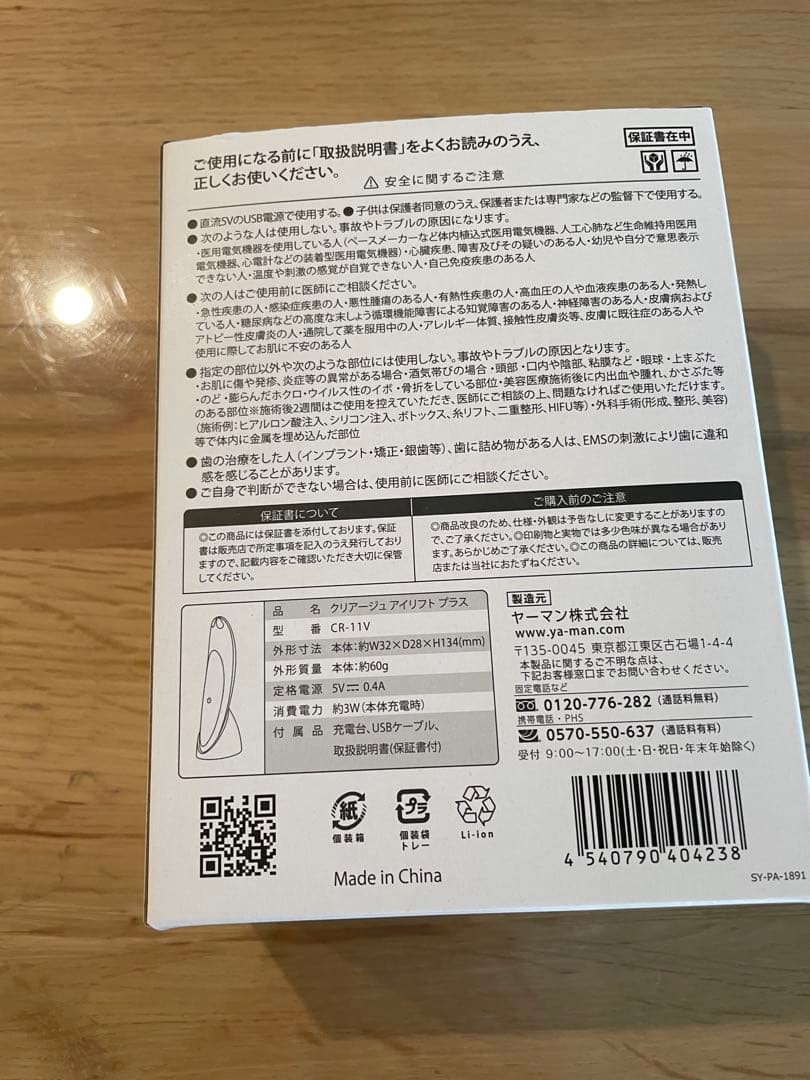 ご使用になる前に「取扱説明書」をよくお読みのうえ、
正しくお使いください。
保証書在中
⚠ 安全に関するご注意
● 直流5VのUSB電源で使用する。● 子供は保護者同意のうえ、保護者または専門家などの監督下で使用する。
● 次のような人は使用しない。事故やトラブルの原因になります。
・医用電気機器を使用している人（ペースメーカーなど体内植込式医用電気機器、人工心肺など生命維持用医用
電気機器、心電計などの装着型医用電気機器）・心臓疾患、障害及びその疑いのある人・幼児や自分で意思表示
できない人・温度や刺激の感覚が自覚できない人・自己免疫疾患のある人
● 次の人はご使用前に医師にご相談ください。
・急性疾患の人・感染症疾患の人・悪性腫瘍のある人・有熱性疾患の人・高血圧の人や血液疾患のある人・発熱し
ている人・糖尿病などの高度な末しょう循環機能障害による知覚障害のある人・神経障害のある人・皮膚病および
アトピー性皮膚炎の人・通院して薬を服用中の人・アレルギー体質、接触性皮膚炎等、皮膚に既往症のある人や
使用に際してお肌に不安のある人
● 指定の部位以外や次のような部位には使用しない。事故やトラブルの原因となります。
・お肌に傷や発疹、炎症等の異常がある場合・酒気帯びの場合・頭部・口内や陰部、粘膜など・眼球・上まぶた
・のど・膨らんだホクロ・ウイルス性のイボ・骨折をしている部位・美容医療施術後に内出血や腫れ、かさぶた等
のある部位※施術後2週間はご使用を控えていただき、医師にご相談の上、問題なければご使用いただけます。
（施術例：ヒアルロン酸注入、シリコン注入、ボトックス、糸リフト、二重整形、HIFU等）・外科手術（形成、整形、美容）
等で体内に金属を埋め込んだ部位
● 歯の治療をした人（インプラント・矯正・銀歯等）、歯に詰め物がある人は、EMSの刺激により歯に違和
感を感じることがあります。
● ご自身で判断ができない場合は、使用前に医師にご相談ください。
保証書について
◎この商品には保証書を添付しております。保証
書は販売店で所定事項を記入のうえ発行しており
ますので、記載内容をご確認いただき大切に保管
してください。
ご購入前のご注意
◎商品改良のため、仕様・外観は予告なしに変更することがありますの
で、ご了承ください。◎印刷物と実物では多少色味が異なる場合があり
ます。あらかじめご了承ください。◎この商品の詳細については、販売
店または当社におたずねください。
品 名 クリアージュ アイリフト プラス
型 番 CR-11V
外形寸法 本体：約W32×D28×H134(mm)
外形質量 本体：約60g
定格電源 5V⎓ 0.4A
消費電力 約3W（本体充電時）
付属品 充電台、USBケーブル、
取扱説明書（保証書付）
製造元
ヤーマン株式会社
www.ya-man.com
〒135-0045 東京都江東区古石場1-4-4
本製品に関するご不明な点は、
下記お客様窓口までお問い合わせください。
固定電話など
0120-776-282（通話料無料）
携帯電話・PHS
0570-550-637（通話料有料）
受付 9:00〜17:00（土・日・祝日・年末年始除く）
紙
個装箱
プラ
個装袋
トレー
Li-ion
Made in China
4 540790 404238
SY-PA-1891